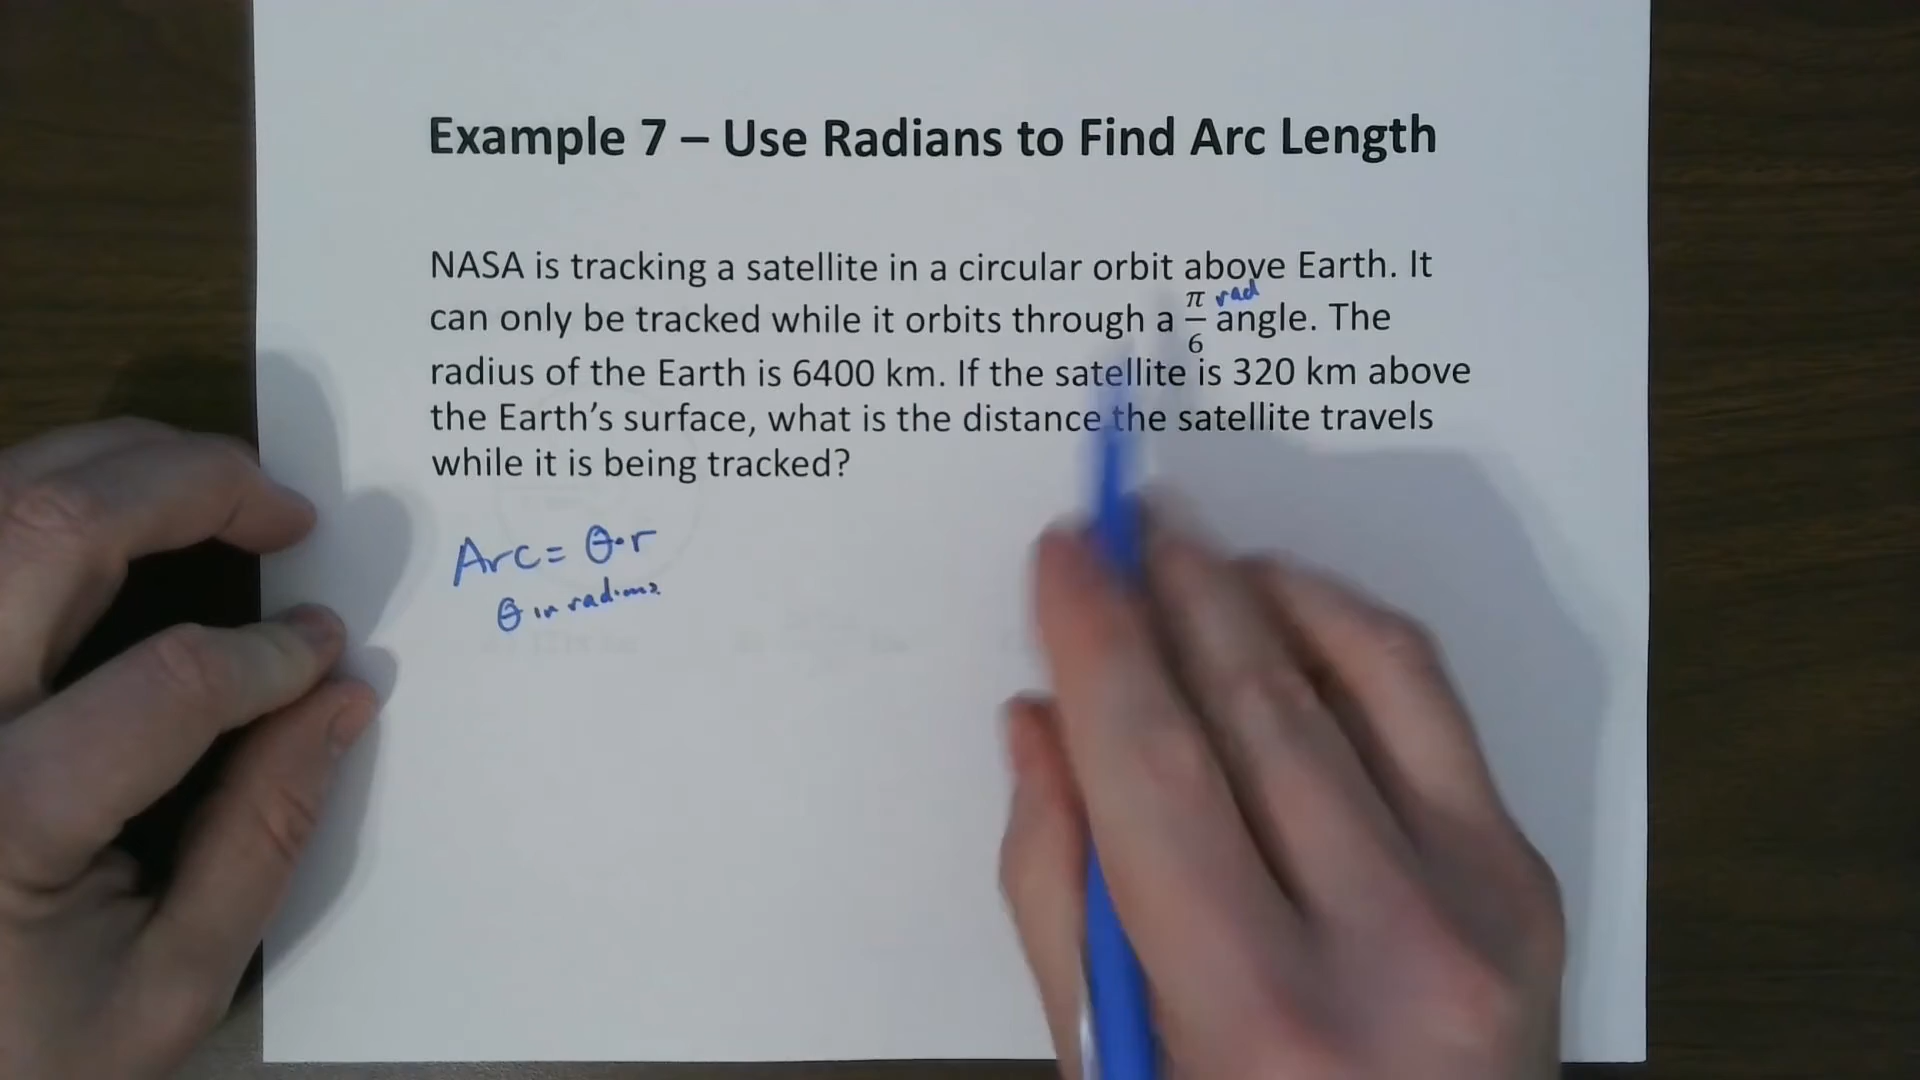 Example 7 – Use Radians to Find Arc Length
NASA is tracking a satellite in a circular orbit above Earth. It
can only be tracked while it orbits through a π/6 rad angle. The
radius of the Earth is 6400 km. If the satellite is 320 km above
the Earth’s surface, what is the distance the satellite travels
while it is being tracked?
Arc = θ·r
θ in radians